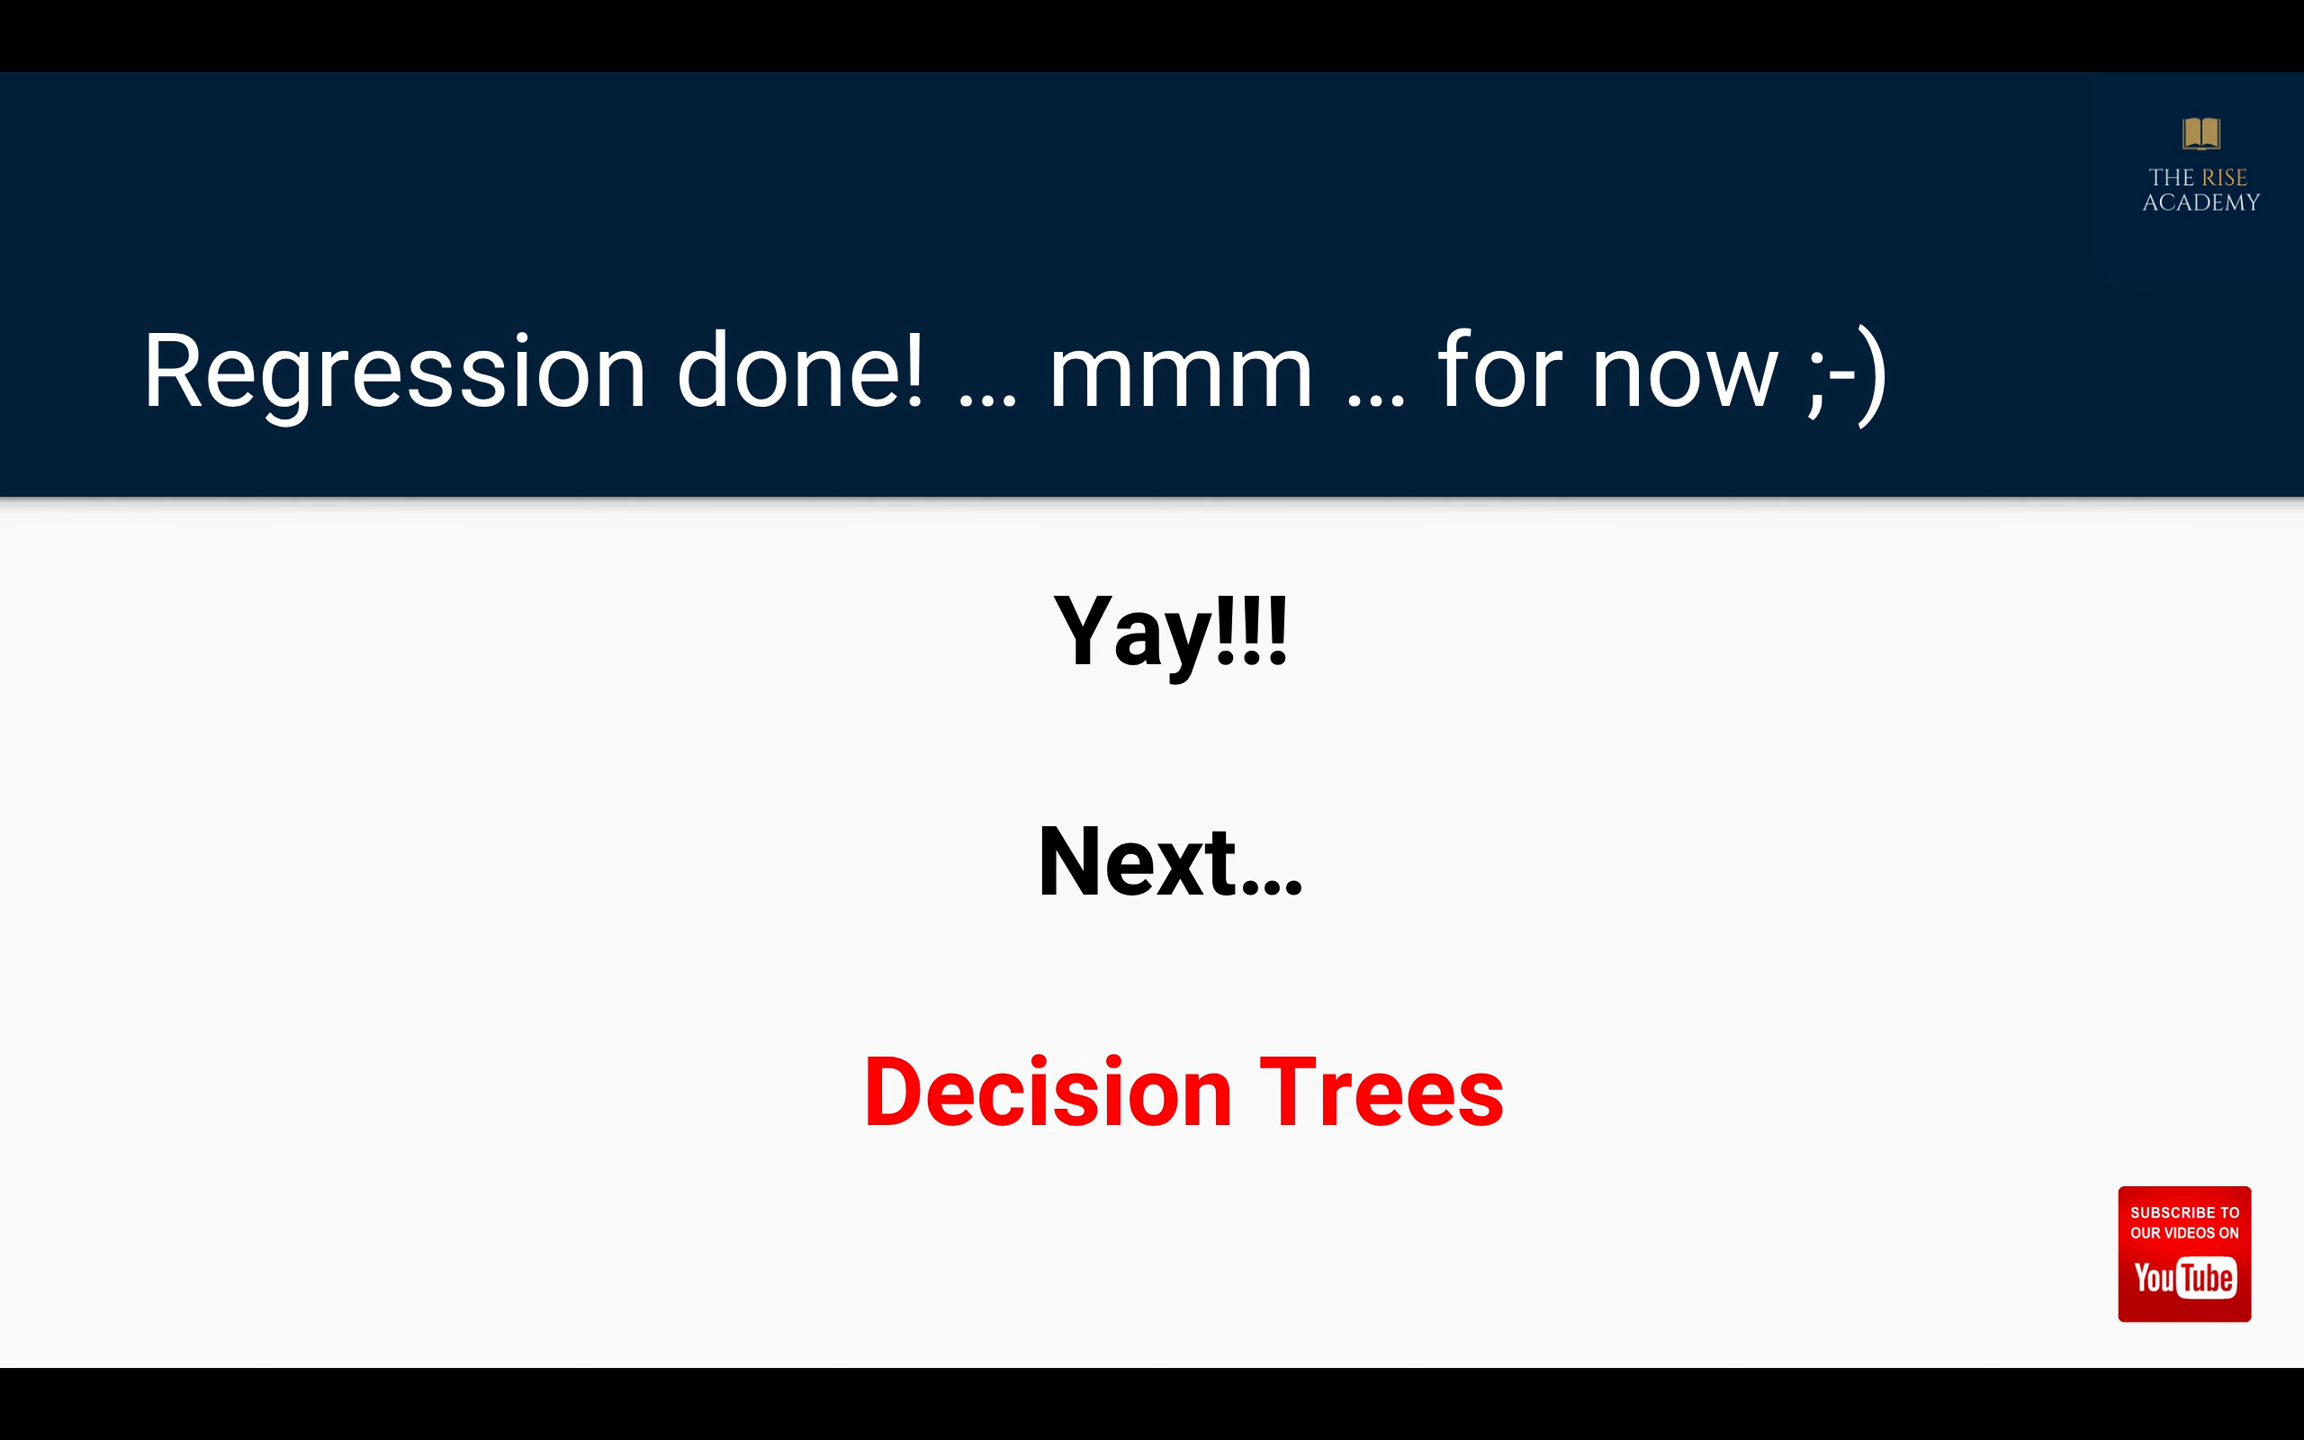 THE RISE
ACADEMY
Regression done! ... mmm ... for now ;-)
Yay!!!
Next...
Decision Trees
SUBSCRIBE TO
OUR VIDEOS ON
YouTube